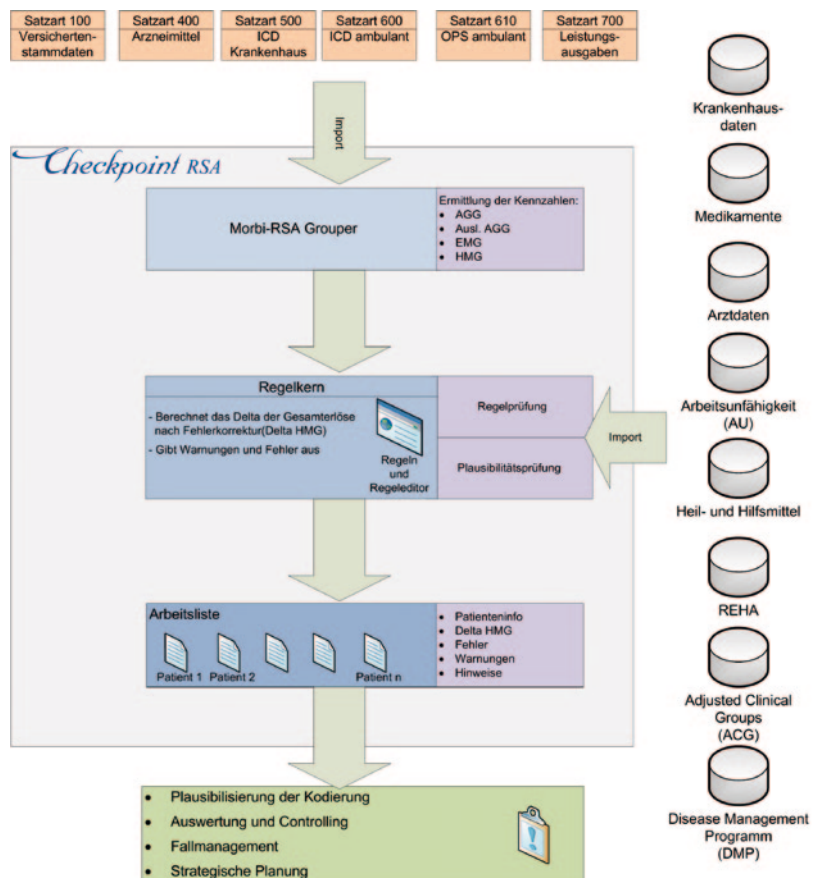 Satzart 100
Versicherten-
stammdaten
Satzart 400
Arzneimittel
Satzart 500
ICD
Krankenhaus
Satzart 600
ICD ambulant
Satzart 610
OPS ambulant
Satzart 700
Leistungs-
ausgaben
Import
Checkpoint RSA
Morbi-RSA Grouper
Ermittlung der Kennzahlen:
• AGG
• Ausl. AGG
• EMG
• HMG
Regelkern
- Berechnet das Delta der Gesamterlöse
nach Fehlerkorrektur(Delta HMG)
- Gibt Warnungen und Fehler aus
Regeln
und
Regeleditor
Regelprüfung
Plausibilitätsprüfung
Import
Arbeitsliste
Patient 1
Patient 2
Patient n
• Patienteninfo
• Delta HMG
• Fehler
• Warnungen
• Hinweise
• Plausibilisierung der Kodierung
• Auswertung und Controlling
• Fallmanagement
• Strategische Planung
Krankenhaus-
daten
Medikamente
Arztdaten
Arbeitsunfähigkeit
(AU)
Heil- und Hilfsmittel
REHA
Adjusted Clinical
Groups
(ACG)
Disease Management
Programm
(DMP)